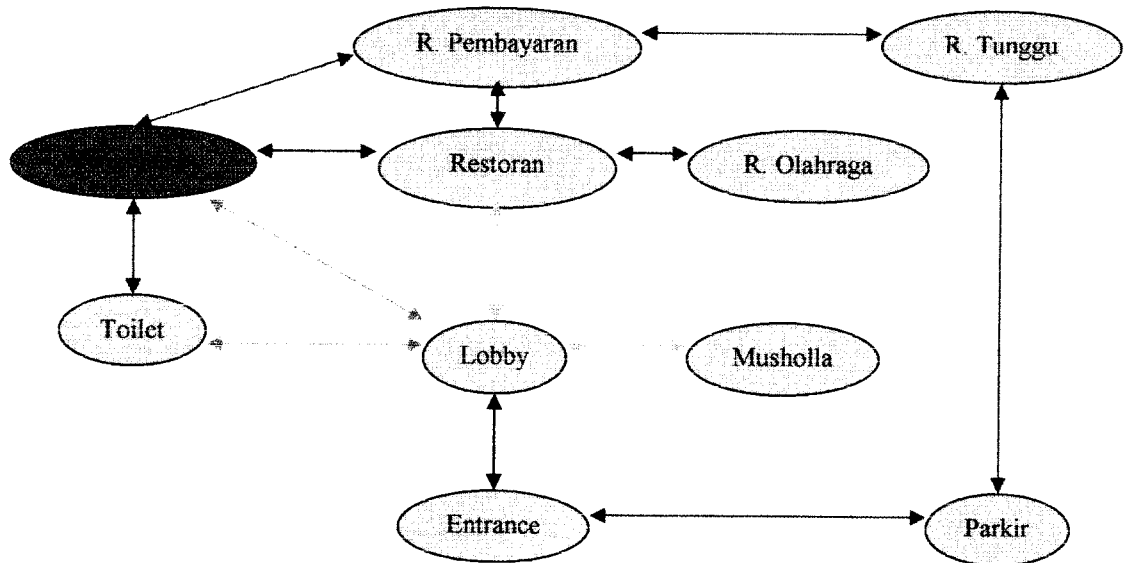 R. Pembayaran
R. Tunggu
Restoran
R. Olahraga
Toilet
Lobby
Musholla
Entrance
Parkir